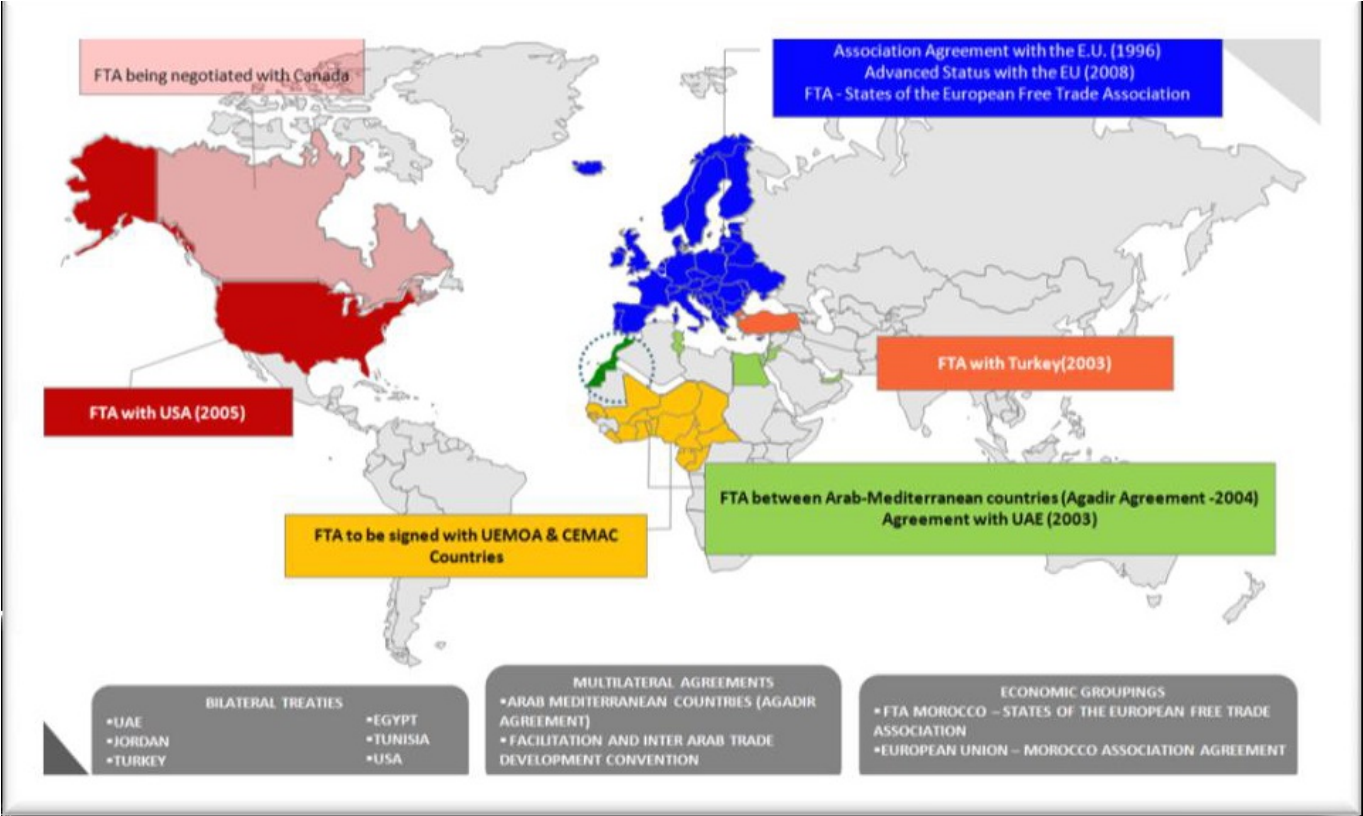 FTA being negotiated with Canada
Association Agreement with the E.U. (1996)
Advanced Status with the EU (2008)
FTA - States of the European Free Trade Association
FTA with Turkey(2003)
FTA with USA (2005)
FTA between Arab-Mediterranean countries (Agadir Agreement -2004)
Agreement with UAE (2003)
FTA to be signed with UEMOA & CEMAC
Countries
BILATERAL TREATIES
▪UAE
▪JORDAN
▪TURKEY
▪EGYPT
▪TUNISIA
▪USA
MULTILATERAL AGREEMENTS
▪ARAB MEDITERRANEAN COUNTRIES (AGADIR
AGREEMENT)
▪ FACILITATION AND INTER ARAB TRADE
DEVELOPMENT CONVENTION
ECONOMIC GROUPINGS
▪ FTA MOROCCO – STATES OF THE EUROPEAN FREE TRADE
ASSOCIATION
▪EUROPEAN UNION – MOROCCO ASSOCIATION AGREEMENT